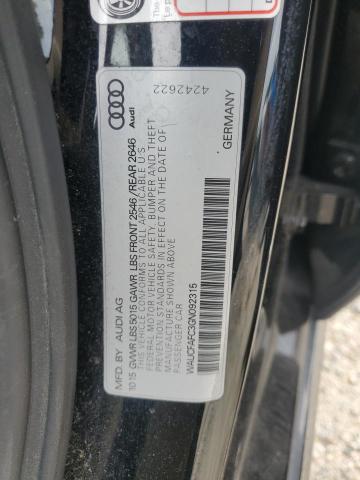 MFD. BY AUDI AG
10 15 GVWR LBS 5015 GAWR LBS FRONT 2546 / REAR 2646
THIS VEHICLE CONFORMS TO ALL APPLICABLE U.S.
FEDERAL MOTOR VEHICLE SAFETY, BUMPER AND THEFT
PREVENTION STANDARDS IN EFFECT ON THE DATE OF
MANUFACTURE SHOWN ABOVE
PASSENGER CAR
WAUCFAFC3GN092315
Audi
4242622
GERMANY